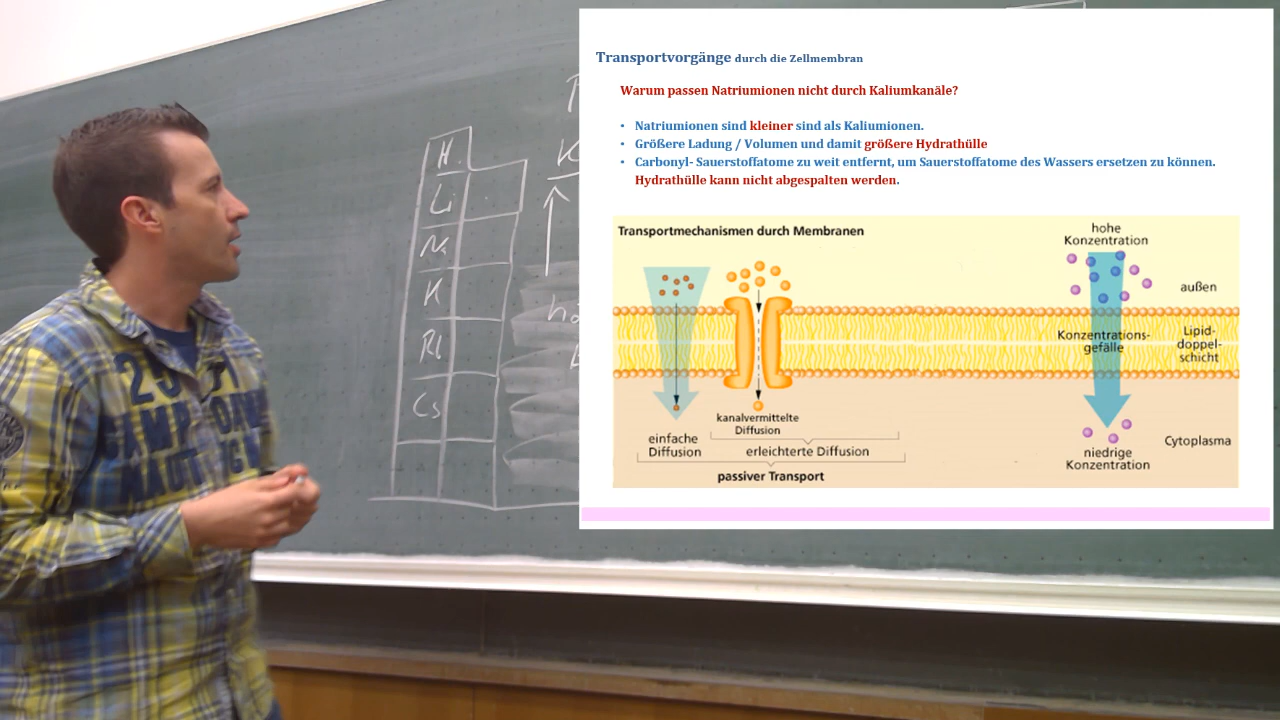 Transportvorgänge durch die Zellmembran
Warum passen Natriumionen nicht durch Kaliumkanäle?
• Natriumionen sind kleiner sind als Kaliumionen.
• Größere Ladung / Volumen und damit größere Hydrathülle
• Carbonyl- Sauerstoffatome zu weit entfernt, um Sauerstoffatome des Wassers ersetzen zu können.
Hydrathülle kann nicht abgespalten werden.
Transportmechanismen durch Membranen
hohe
Konzentration
außen
Konzentrations-
gefälle
Lipid-
doppel-
schicht
kanalvermittelte
Diffusion
einfache
Diffusion
erleichterte Diffusion
passiver Transport
niedrige
Konzentration
Cytoplasma
H
Li
Na
K
Rb
Cs
K